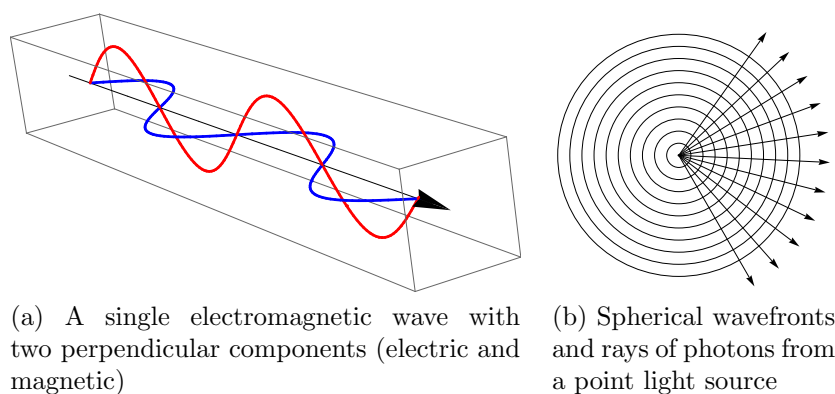 (a) A single electromagnetic wave with
two perpendicular components (electric and
magnetic)
(b) Spherical wavefronts
and rays of photons from
a point light source